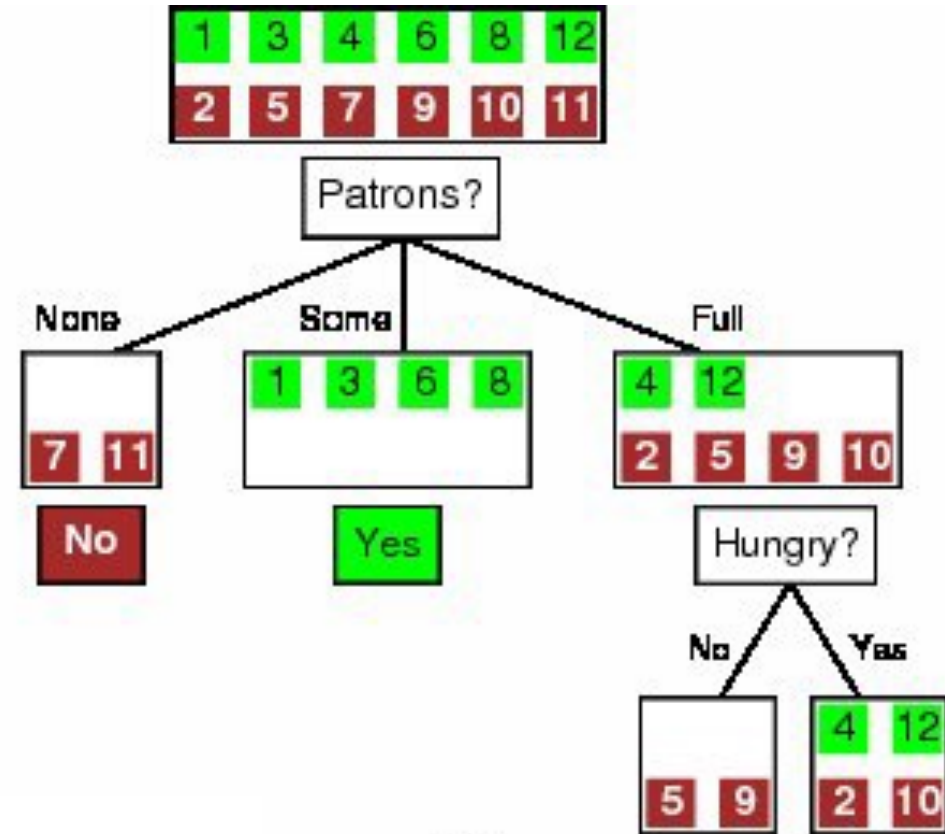 1 3 4 6 8 12
2 5 7 9 10 11
Patrons?
None Some Full
1 3 6 8 4 12
7 11 2 5 9 10
No Yes Hungry?
No Yes
4 12
5 9 2 10